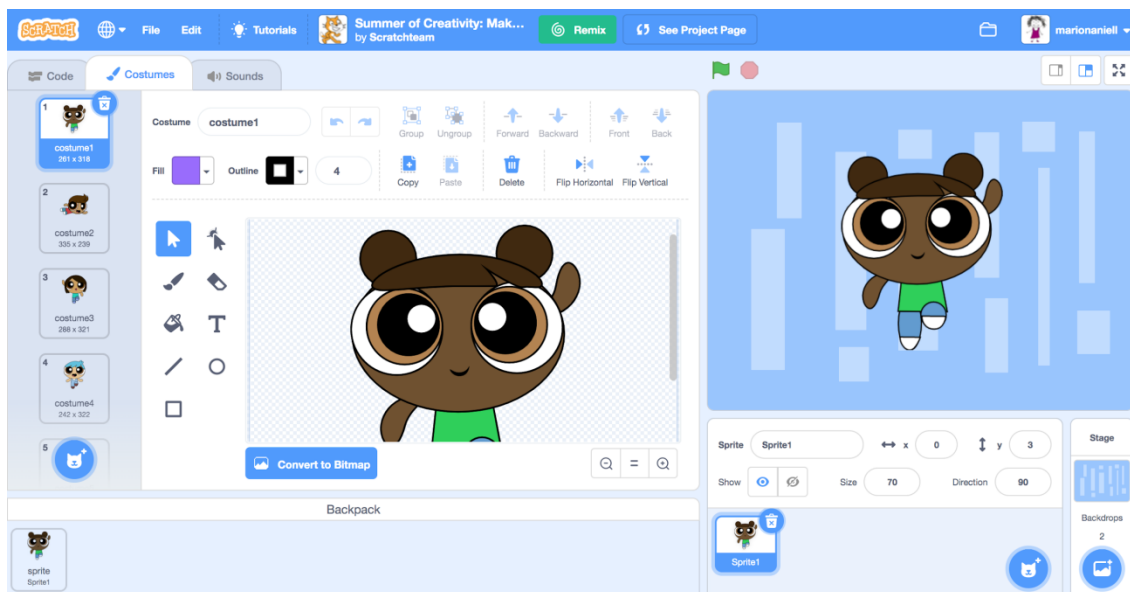 SCRATCH
File
Edit
Tutorials
Summer of Creativity: Mak...
by Scratchteam
Remix
See Project Page
marionaniell
Code
Costumes
Sounds
1
costume1
261 x 318
2
costume2
335 x 239
3
costume3
266 x 321
4
costume4
242 x 322
5
Costume
costume1
Group
Ungroup
Forward
Backward
Front
Back
Fill
Outline
4
Copy
Paste
Delete
Flip Horizontal
Flip Vertical
T
Convert to Bitmap
=
Sprite
Sprite1
x
0
y
3
Show
Size
70
Direction
90
Sprite1
Stage
Backdrops
2
Backpack
sprite
Sprite1